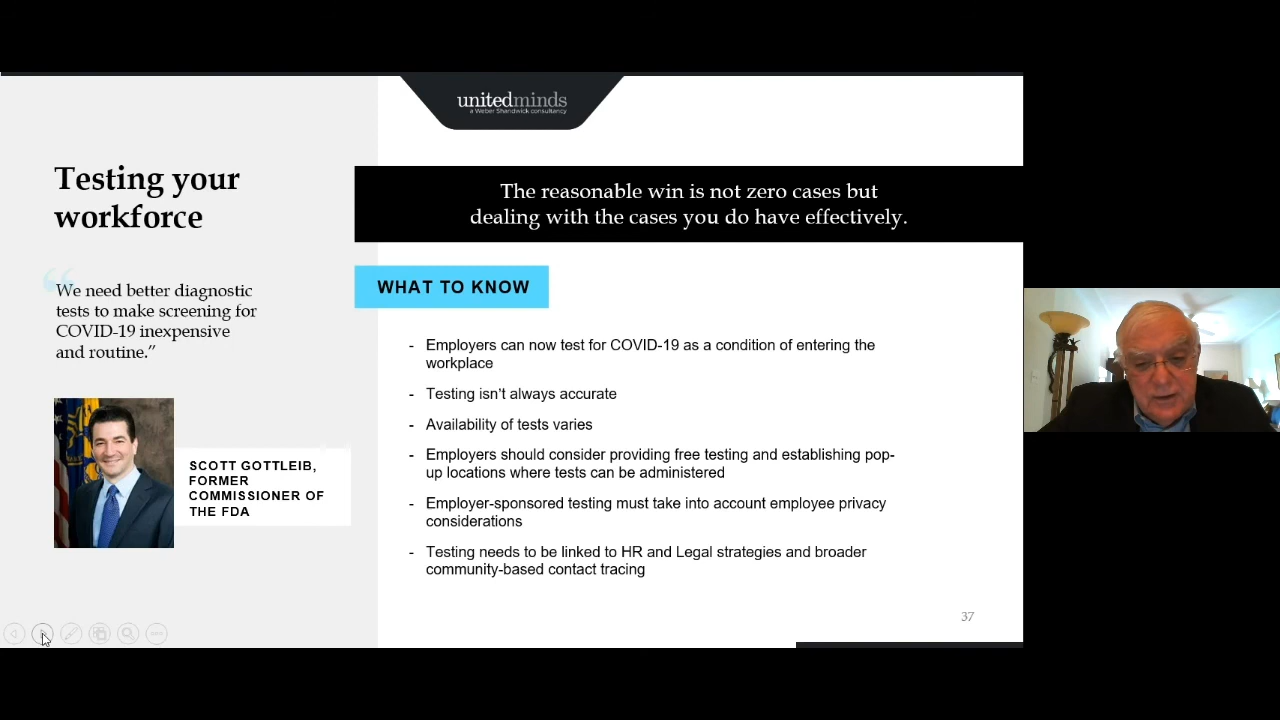 unitedminds
a Weber Shandwick consultancy
Testing your
workforce
The reasonable win is not zero cases but
dealing with the cases you do have effectively.
“
We need better diagnostic
tests to make screening for
COVID-19 inexpensive
and routine.”
WHAT TO KNOW
- Employers can now test for COVID-19 as a condition of entering the
workplace
- Testing isn’t always accurate
- Availability of tests varies
- Employers should consider providing free testing and establishing pop-
up locations where tests can be administered
- Employer-sponsored testing must take into account employee privacy
considerations
- Testing needs to be linked to HR and Legal strategies and broader
community-based contact tracing
SCOTT GOTTLEIB,
FORMER
COMMISSIONER OF
THE FDA
37